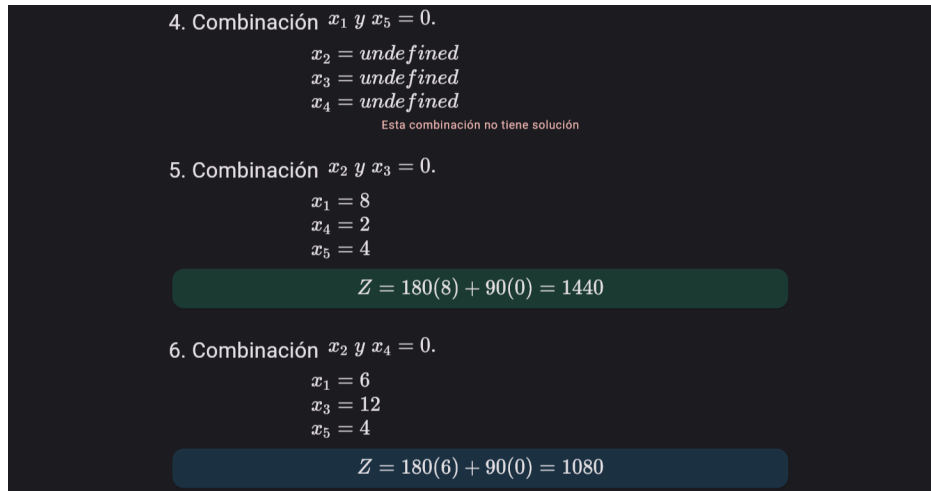 4. Combinación x₁ y x₅ = 0.
x₂ = undefined
x₃ = undefined
x₄ = undefined
Esta combinación no tiene solución
5. Combinación x₂ y x₃ = 0.
x₁ = 8
x₄ = 2
x₅ = 4
Z = 180(8) + 90(0) = 1440
6. Combinación x₂ y x₄ = 0.
x₁ = 6
x₃ = 12
x₅ = 4
Z = 180(6) + 90(0) = 1080